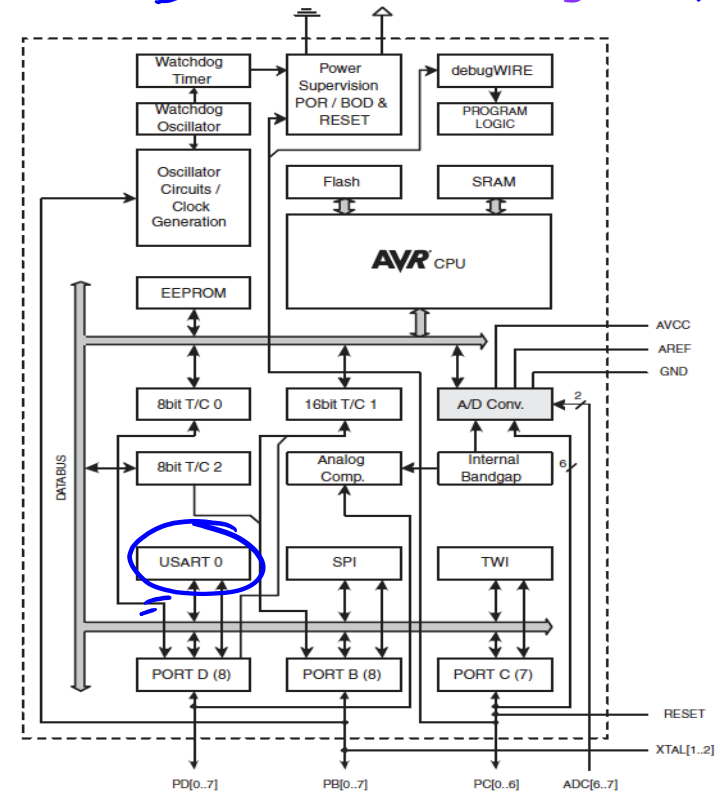 Watchdog
Timer
Power
Supervision
POR / BOD &
RESET
debugWIRE
Watchdog
Oscillator
PROGRAM
LOGIC
Oscillator
Circuits /
Clock
Generation
Flash
SRAM
AVR CPU
EEPROM
AVCC
AREF
GND
8bit T/C 0
16bit T/C 1
A/D Conv.
2
8bit T/C 2
Analog
Comp.
Internal
Bandgap
6
DATABUS
USART 0
SPI
TWI
PORT D (8)
PORT B (8)
PORT C (7)
RESET
XTAL[1..2]
PD[0..7]
PB[0..7]
PC[0..6]
ADC[6..7]